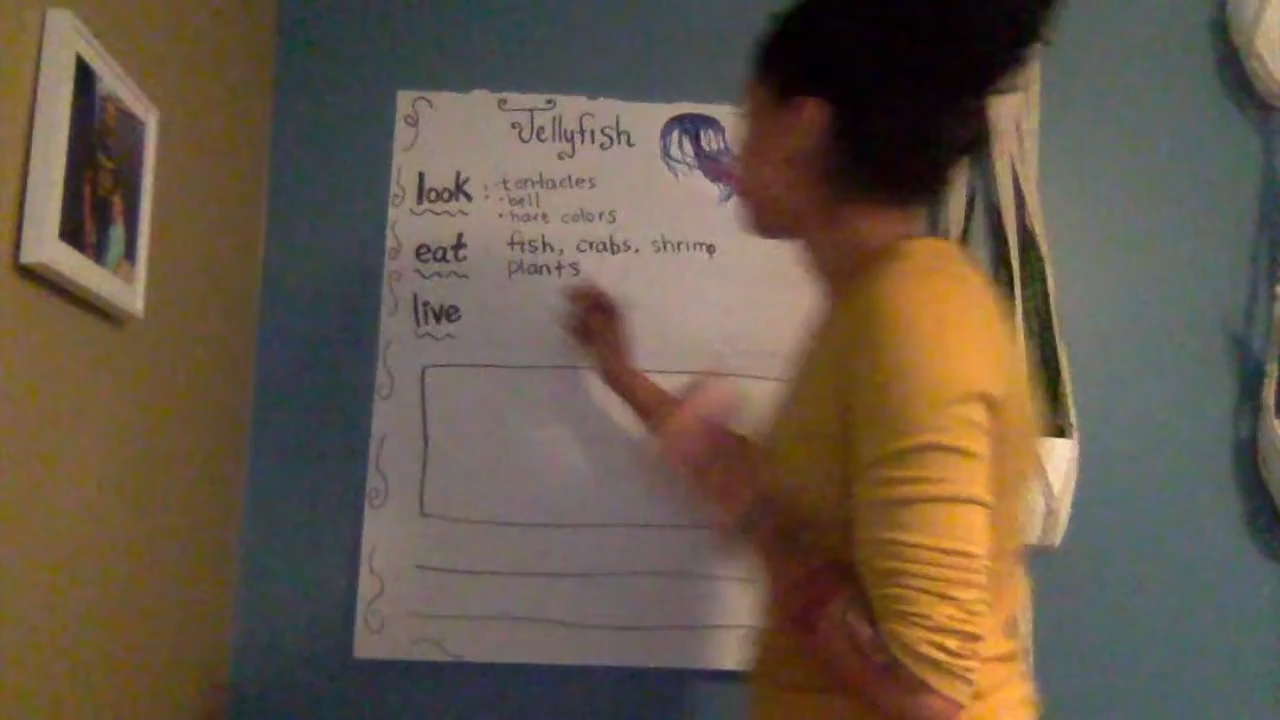 Jellyfish
look : • tentacles
• bell
• have colors
eat fish, crabs, shrimp
plants
live